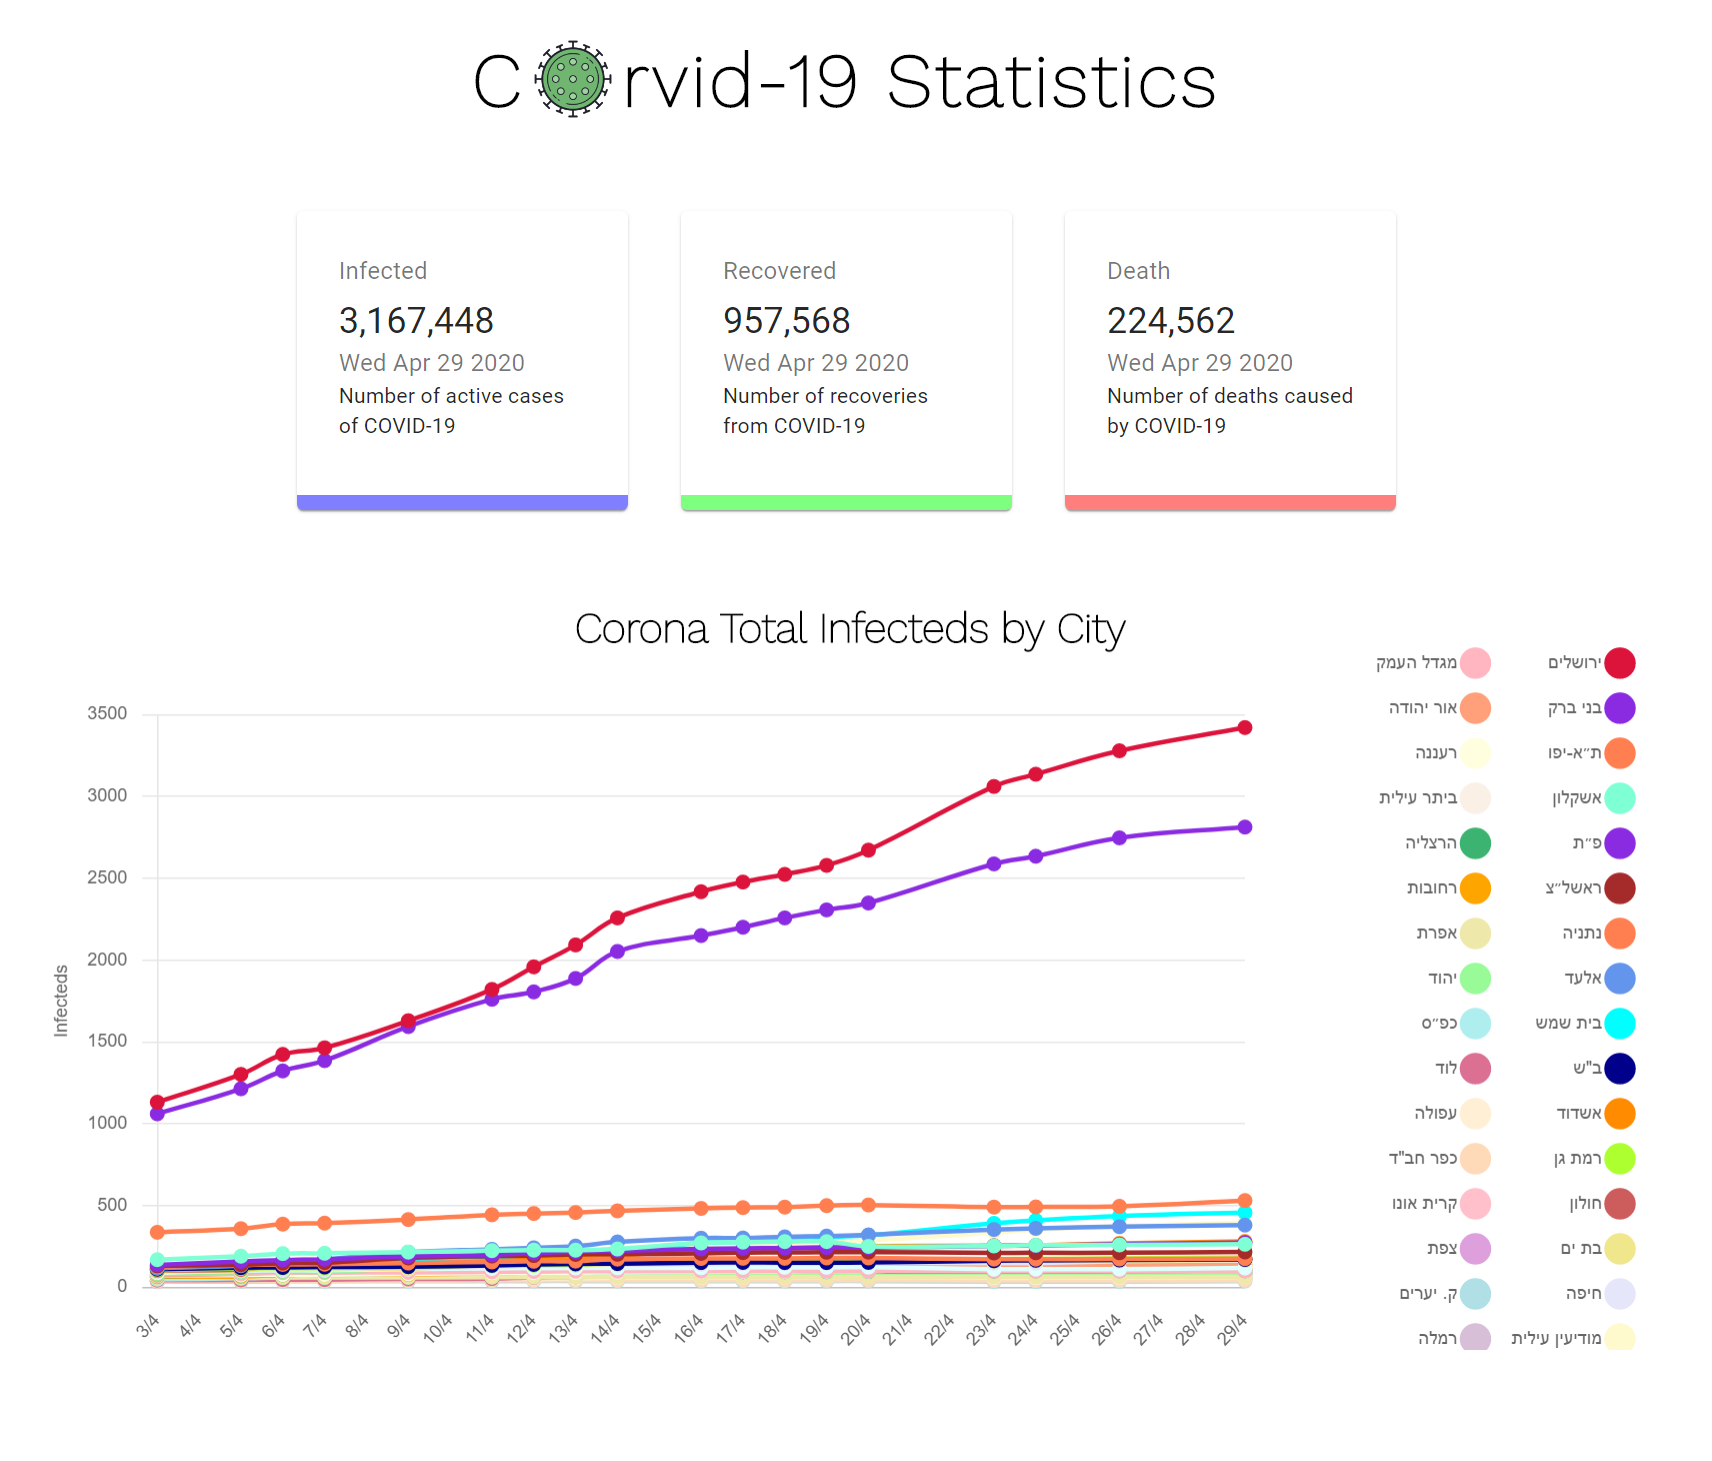 C rvid-19 Statistics
Infected
3,167,448
Wed Apr 29 2020
Number of active cases
of COVID-19
Recovered
957,568
Wed Apr 29 2020
Number of recoveries
from COVID-19
Death
224,562
Wed Apr 29 2020
Number of deaths caused
by COVID-19
Corona Total Infecteds by City
3500
3000
2500
2000
1500
1000
500
0
Infecteds
3/4
4/4
5/4
6/4
7/4
8/4
9/4
10/4
11/4
12/4
13/4
14/4
15/4
16/4
17/4
18/4
19/4
20/4
21/4
22/4
23/4
24/4
25/4
26/4
27/4
28/4
29/4
ירושלים
בני ברק
ת״א-יפו
אשקלון
פ״ת
ראשל״צ
נתניה
אלעד
בית שמש
ב"ש
אשדוד
רמת גן
חולון
בת ים
חיפה
מודיעין עילית
מגדל העמק
אור יהודה
רעננה
ביתר עילית
הרצליה
רחובות
אפרת
יהוד
כפ״ס
לוד
עפולה
כפר חב"ד
קרית אונו
צפת
ק. יערים
רמלה